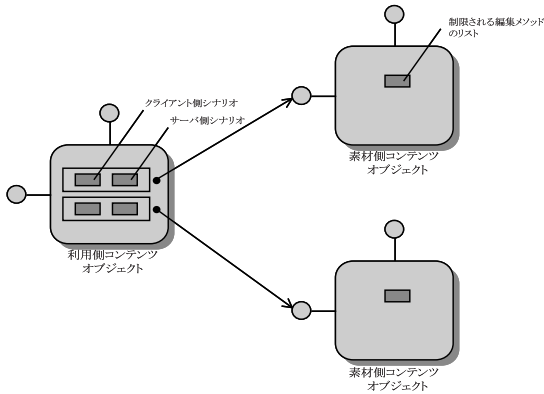 制限される編集メソッド
のリスト
クライアント側シナリオ
サーバ側シナリオ
素材側コンテンツ
オブジェクト
利用側コンテンツ
オブジェクト
素材側コンテンツ
オブジェクト